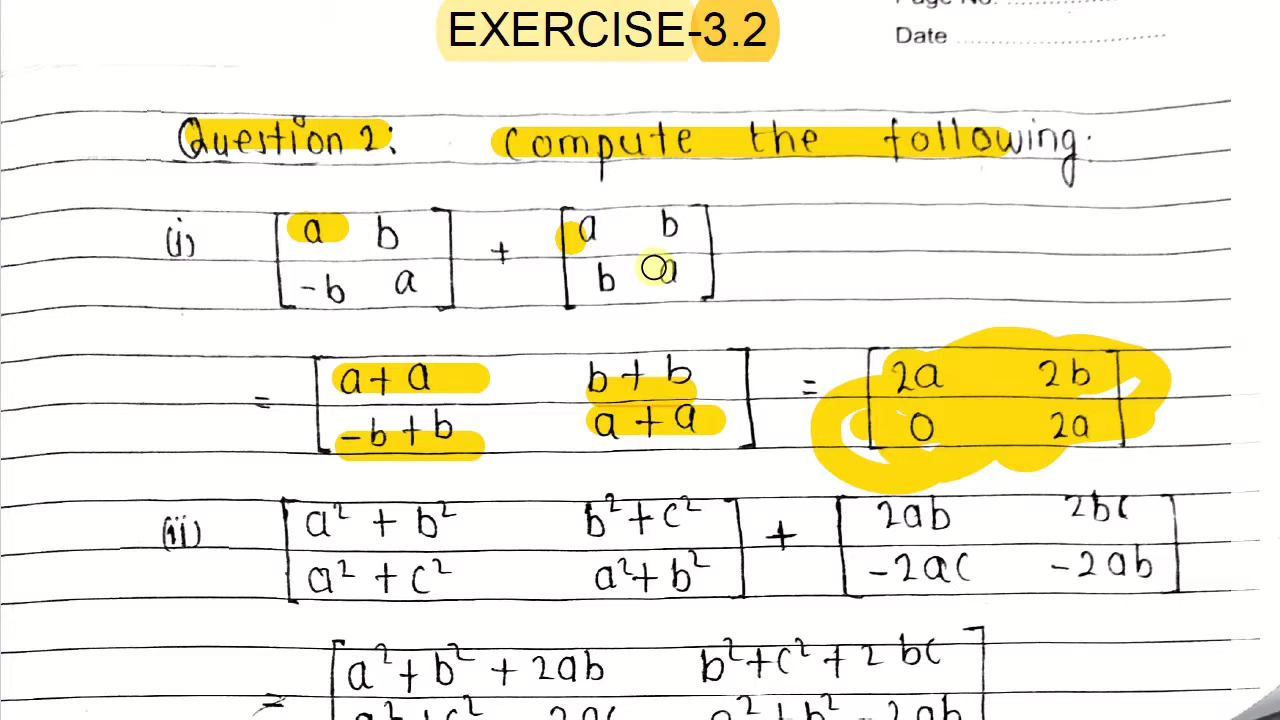 EXERCISE-3.2
Date
Question 2: Compute the following.
(i) [a b] + [a b]
[-b a] [b a]
= [a + a b + b] = [2a 2b]
[-b + b a + a] [0 2a]
(ii) [a² + b² b² + c²] + [2ab 2bc]
[a² + c² a² + b²] [-2ac -2ab]
= [a² + b² + 2ab b² + c² + 2bc]